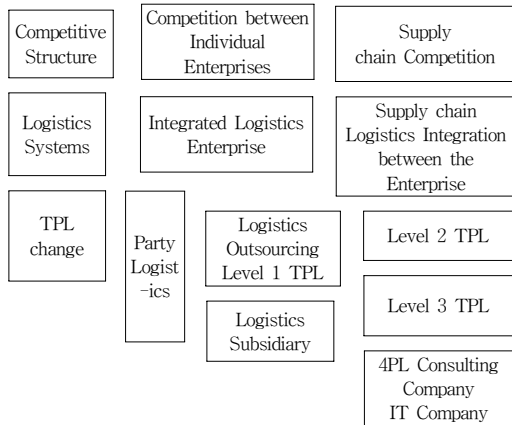 Competitive
Structure
Competition between
Individual
Enterprises
Supply
chain Competition
Logistics
Systems
Integrated Logistics
Enterprise
Supply chain
Logistics Integration
between the
Enterprise
TPL
change
Party
Logist
-ics
Logistics
Outsourcing
Level 1 TPL
Level 2 TPL
Logistics
Subsidiary
Level 3 TPL
4PL Consulting
Company
IT Company